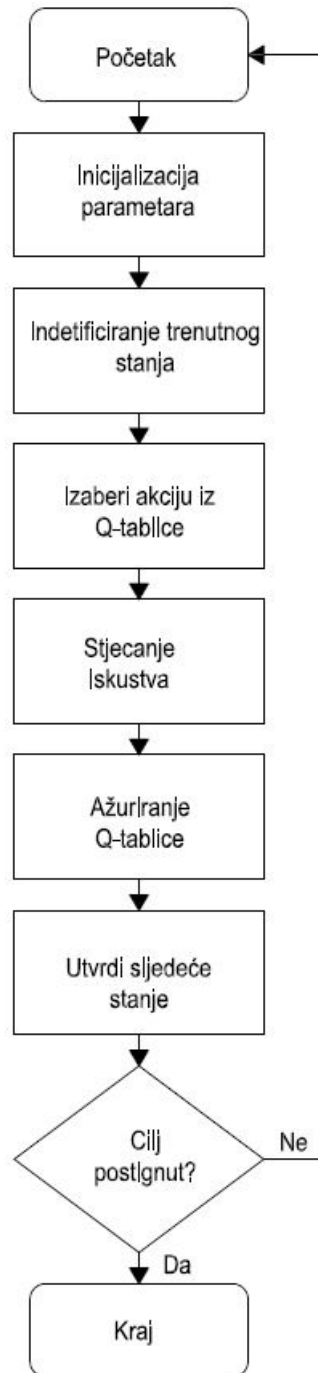 Početak
Inicijalizacija
parametara
Indetificiranje trenutnog
stanja
Izaberi akciju iz
Q-tablice
Stjecanje
Iskustva
Ažuriranje
Q-tablice
Utvrdi sljedeće
stanje
Cilj
postignut?
Ne
Da
Kraj